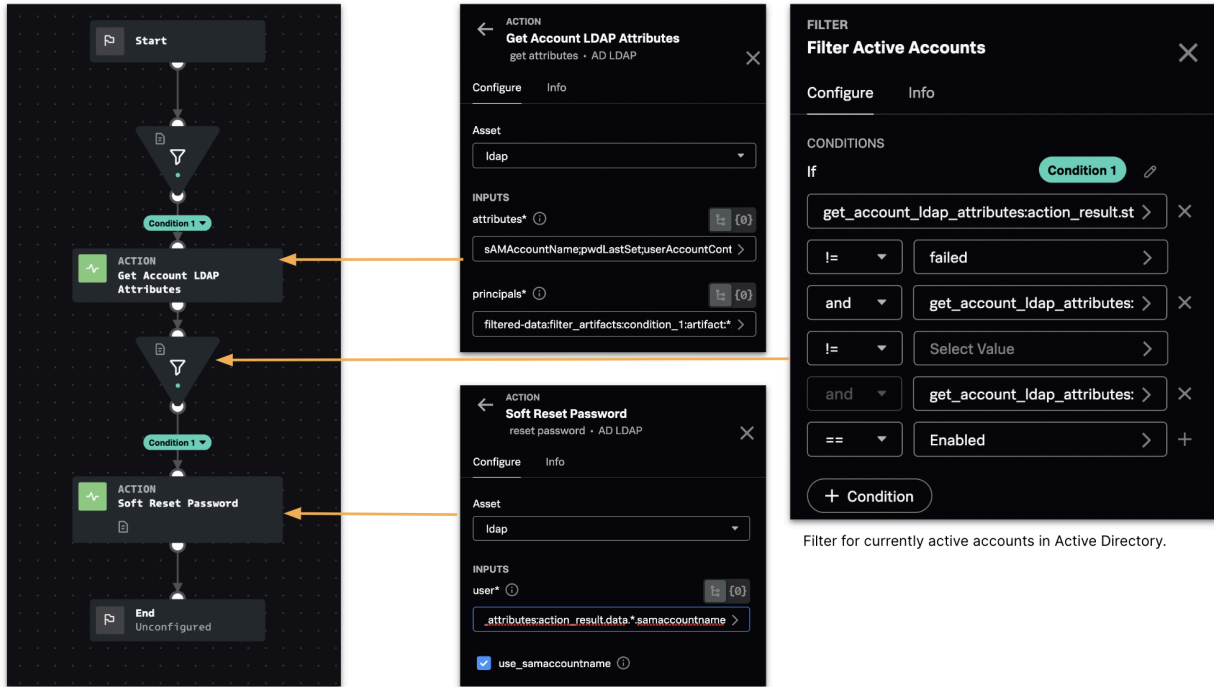 Start
Condition 1
ACTION
Get Account LDAP
Attributes
Condition 1
ACTION
Soft Reset Password
End
Unconfigured
ACTION
Get Account LDAP Attributes
get attributes • AD LDAP
Configure Info
Asset
ldap
INPUTS
attributes*
{0}
sAMAccountName;pwdLastSet;userAccountCont
principals*
{0}
filtered-data:filter_artifacts:condition_1:artifact:*
ACTION
Soft Reset Password
reset password • AD LDAP
Configure Info
Asset
ldap
INPUTS
user*
{0}
_attributes:action_result.data.*.samaccountname
use_samaccountname
FILTER
Filter Active Accounts
Configure Info
CONDITIONS
If Condition 1
get_account_ldap_attributes:action_result.st
!= failed
and get_account_ldap_attributes:
!= Select Value
and get_account_ldap_attributes:
== Enabled
+ Condition
Filter for currently active accounts in Active Directory.